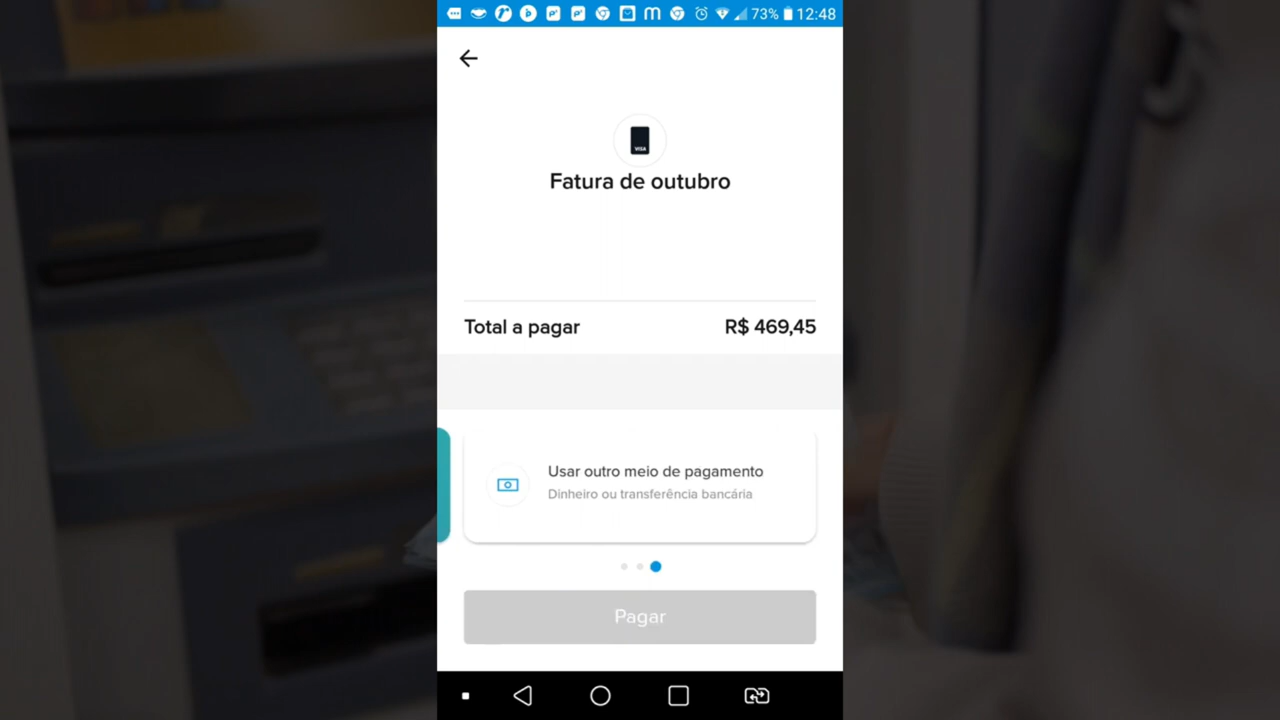 73% 12:48
VISA
Fatura de outubro
Total a pagar R$ 469,45
Usar outro meio de pagamento
Dinheiro ou transferência bancária
Pagar